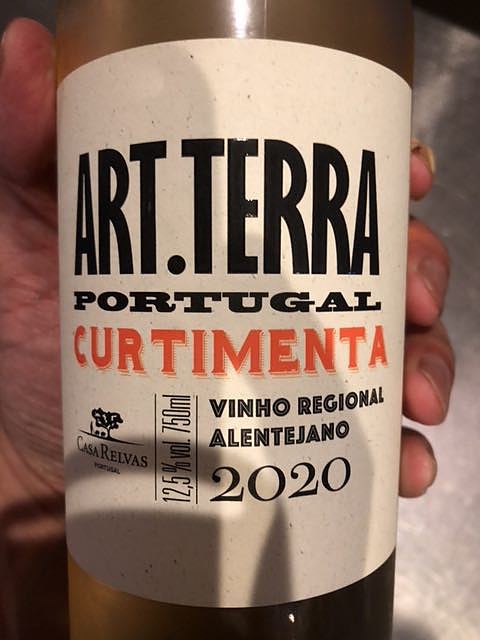 ART.TERRA
PORTUGAL
CURTIMENTA
CASA RELVAS
PORTUGAL
12,5% vol. 750ml
VINHO REGIONAL
ALENTEJANO
2020